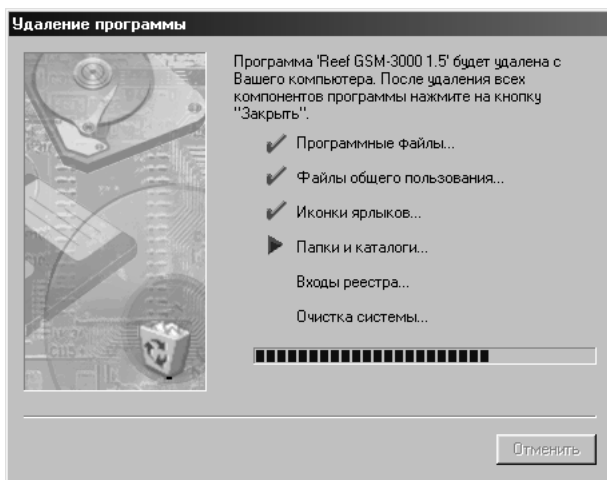 Удаление программы
Программа 'Reef GSM-3000 1.5' будет удалена с
Вашего компьютера. После удаления всех
компонентов программы нажмите на кнопку
"Закрыть".
Программные файлы...
Файлы общего пользования...
Иконки ярлыков...
Папки и каталоги...
Входы реестра...
Очистка системы...
Отменить